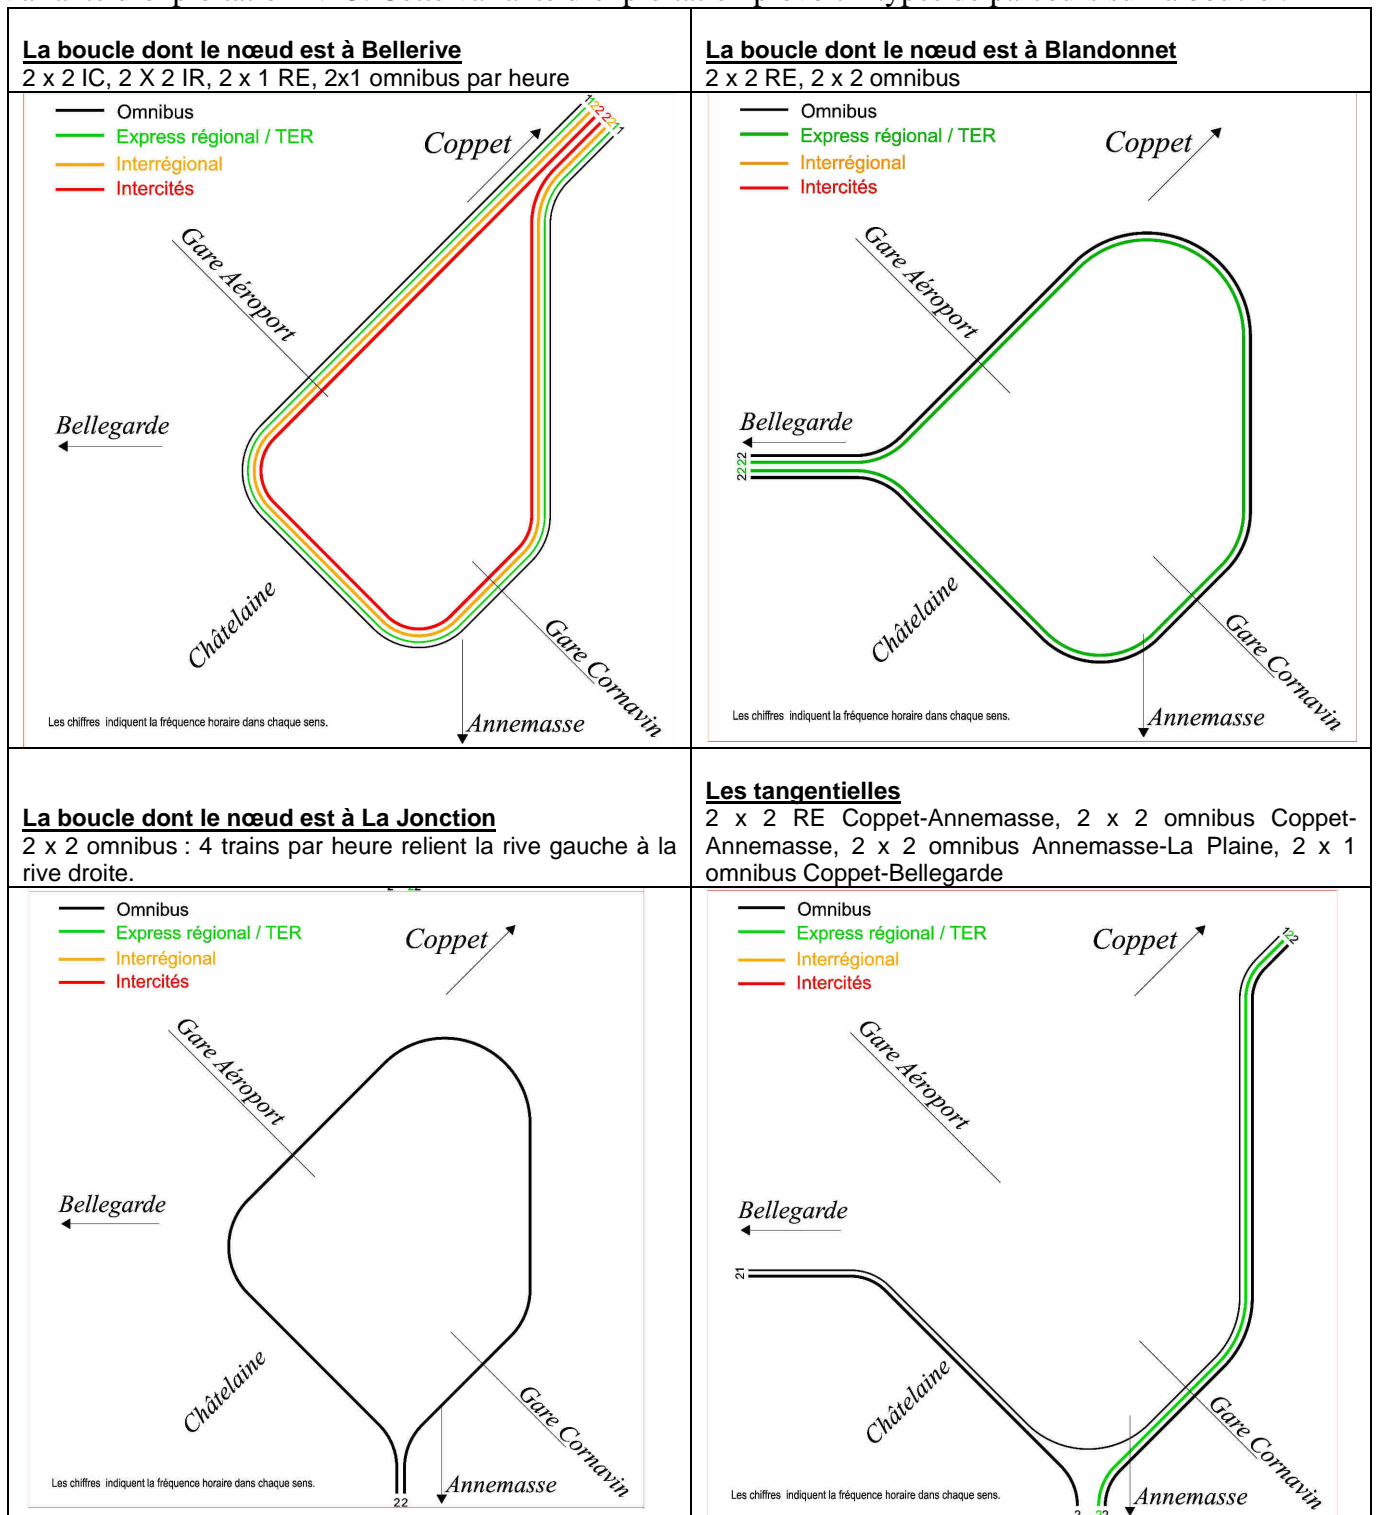 La boucle dont le nœud est à Bellerive
2 x 2 IC, 2 X 2 IR, 2 x 1 RE, 2x1 omnibus par heure
La boucle dont le nœud est à Blandonnet
2 x 2 RE, 2 x 2 omnibus
Omnibus
Express régional / TER
Interrégional
Intercités
Coppet
112222211
Gare Aéroport
Bellegarde
Châtelaine
Gare Cornavin
Annemasse
Les chiffres indiquent la fréquence horaire dans chaque sens.
Omnibus
Express régional / TER
Interrégional
Intercités
Coppet
Gare Aéroport
Bellegarde
2222
Châtelaine
Gare Cornavin
Annemasse
Les chiffres indiquent la fréquence horaire dans chaque sens.
La boucle dont le nœud est à La Jonction
2 x 2 omnibus : 4 trains par heure relient la rive gauche à la
rive droite.
Les tangentielles
2 x 2 RE Coppet-Annemasse, 2 x 2 omnibus Coppet-
Annemasse, 2 x 2 omnibus Annemasse-La Plaine, 2 x 1
omnibus Coppet-Bellegarde
Omnibus
Express régional / TER
Interrégional
Intercités
Coppet
Gare Aéroport
Bellegarde
Châtelaine
Gare Cornavin
Annemasse
22
Les chiffres indiquent la fréquence horaire dans chaque sens.
Omnibus
Express régional / TER
Interrégional
Intercités
Coppet
122
Gare Aéroport
Bellegarde
21
Châtelaine
Gare Cornavin
Annemasse
2 22
Les chiffres indiquent la fréquence horaire dans chaque sens.